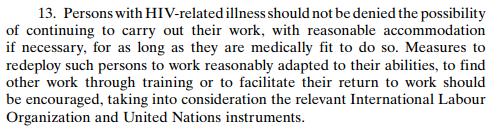 13. Persons with HIV-related illness should not be denied the possibility
of continuing to carry out their work, with reasonable accommodation
if necessary, for as long as they are medically fit to do so. Measures to
redeploy such persons to work reasonably adapted to their abilities, to find
other work through training or to facilitate their return to work should
be encouraged, taking into consideration the relevant International Labour
Organization and United Nations instruments.